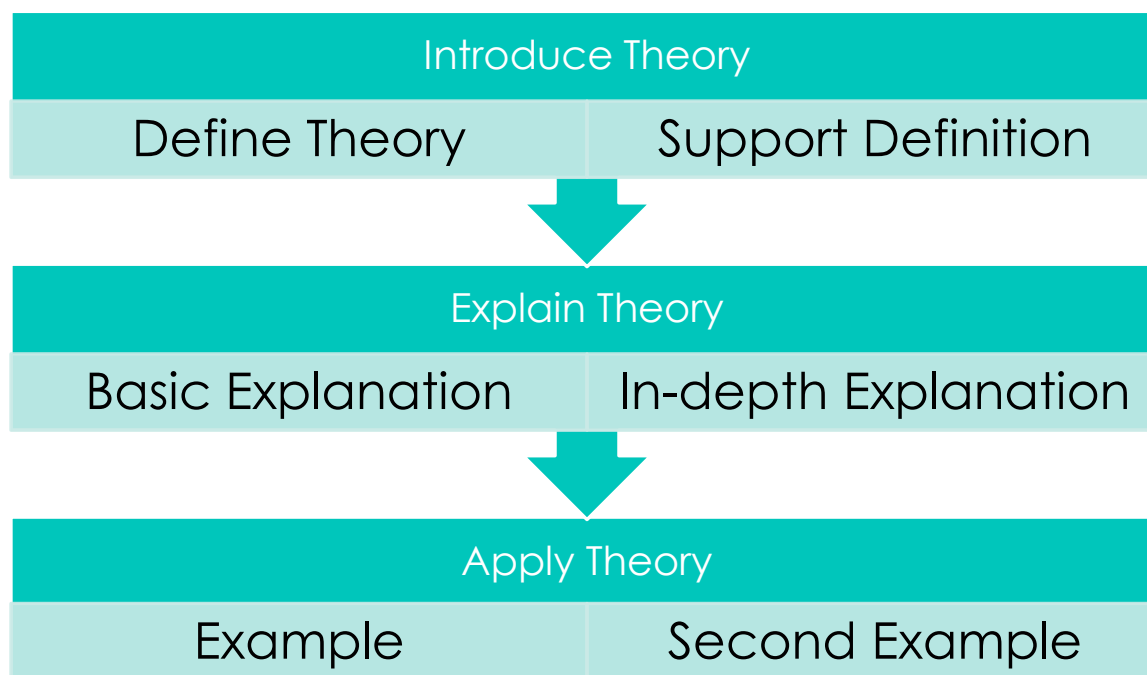 Introduce Theory
Define Theory
Support Definition
Explain Theory
Basic Explanation
In-depth Explanation
Apply Theory
Example
Second Example